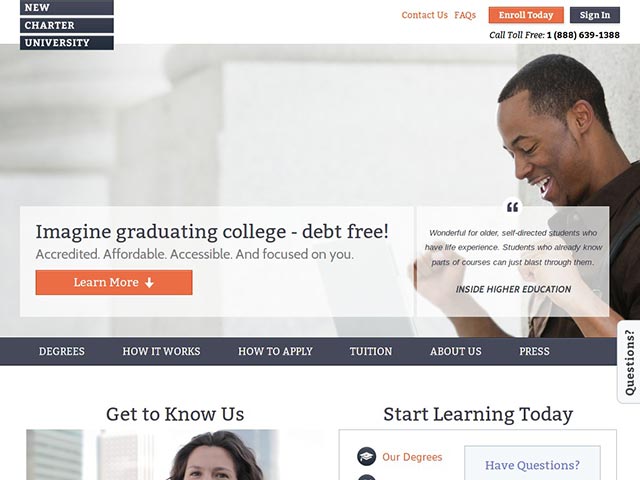 NEW
CHARTER
UNIVERSITY
Contact Us FAQs Enroll Today Sign In
Call Toll Free: 1 (888) 639-1388
Imagine graduating college - debt free!
Accredited. Affordable. Accessible. And focused on you.
Learn More
“
Wonderful for older, self-directed students who
have life experience. Students who already know
parts of courses can just blast through them.
INSIDE HIGHER EDUCATION
Questions?
DEGREES HOW IT WORKS HOW TO APPLY TUITION ABOUT US PRESS
Get to Know Us
Start Learning Today
Our Degrees
Have Questions?